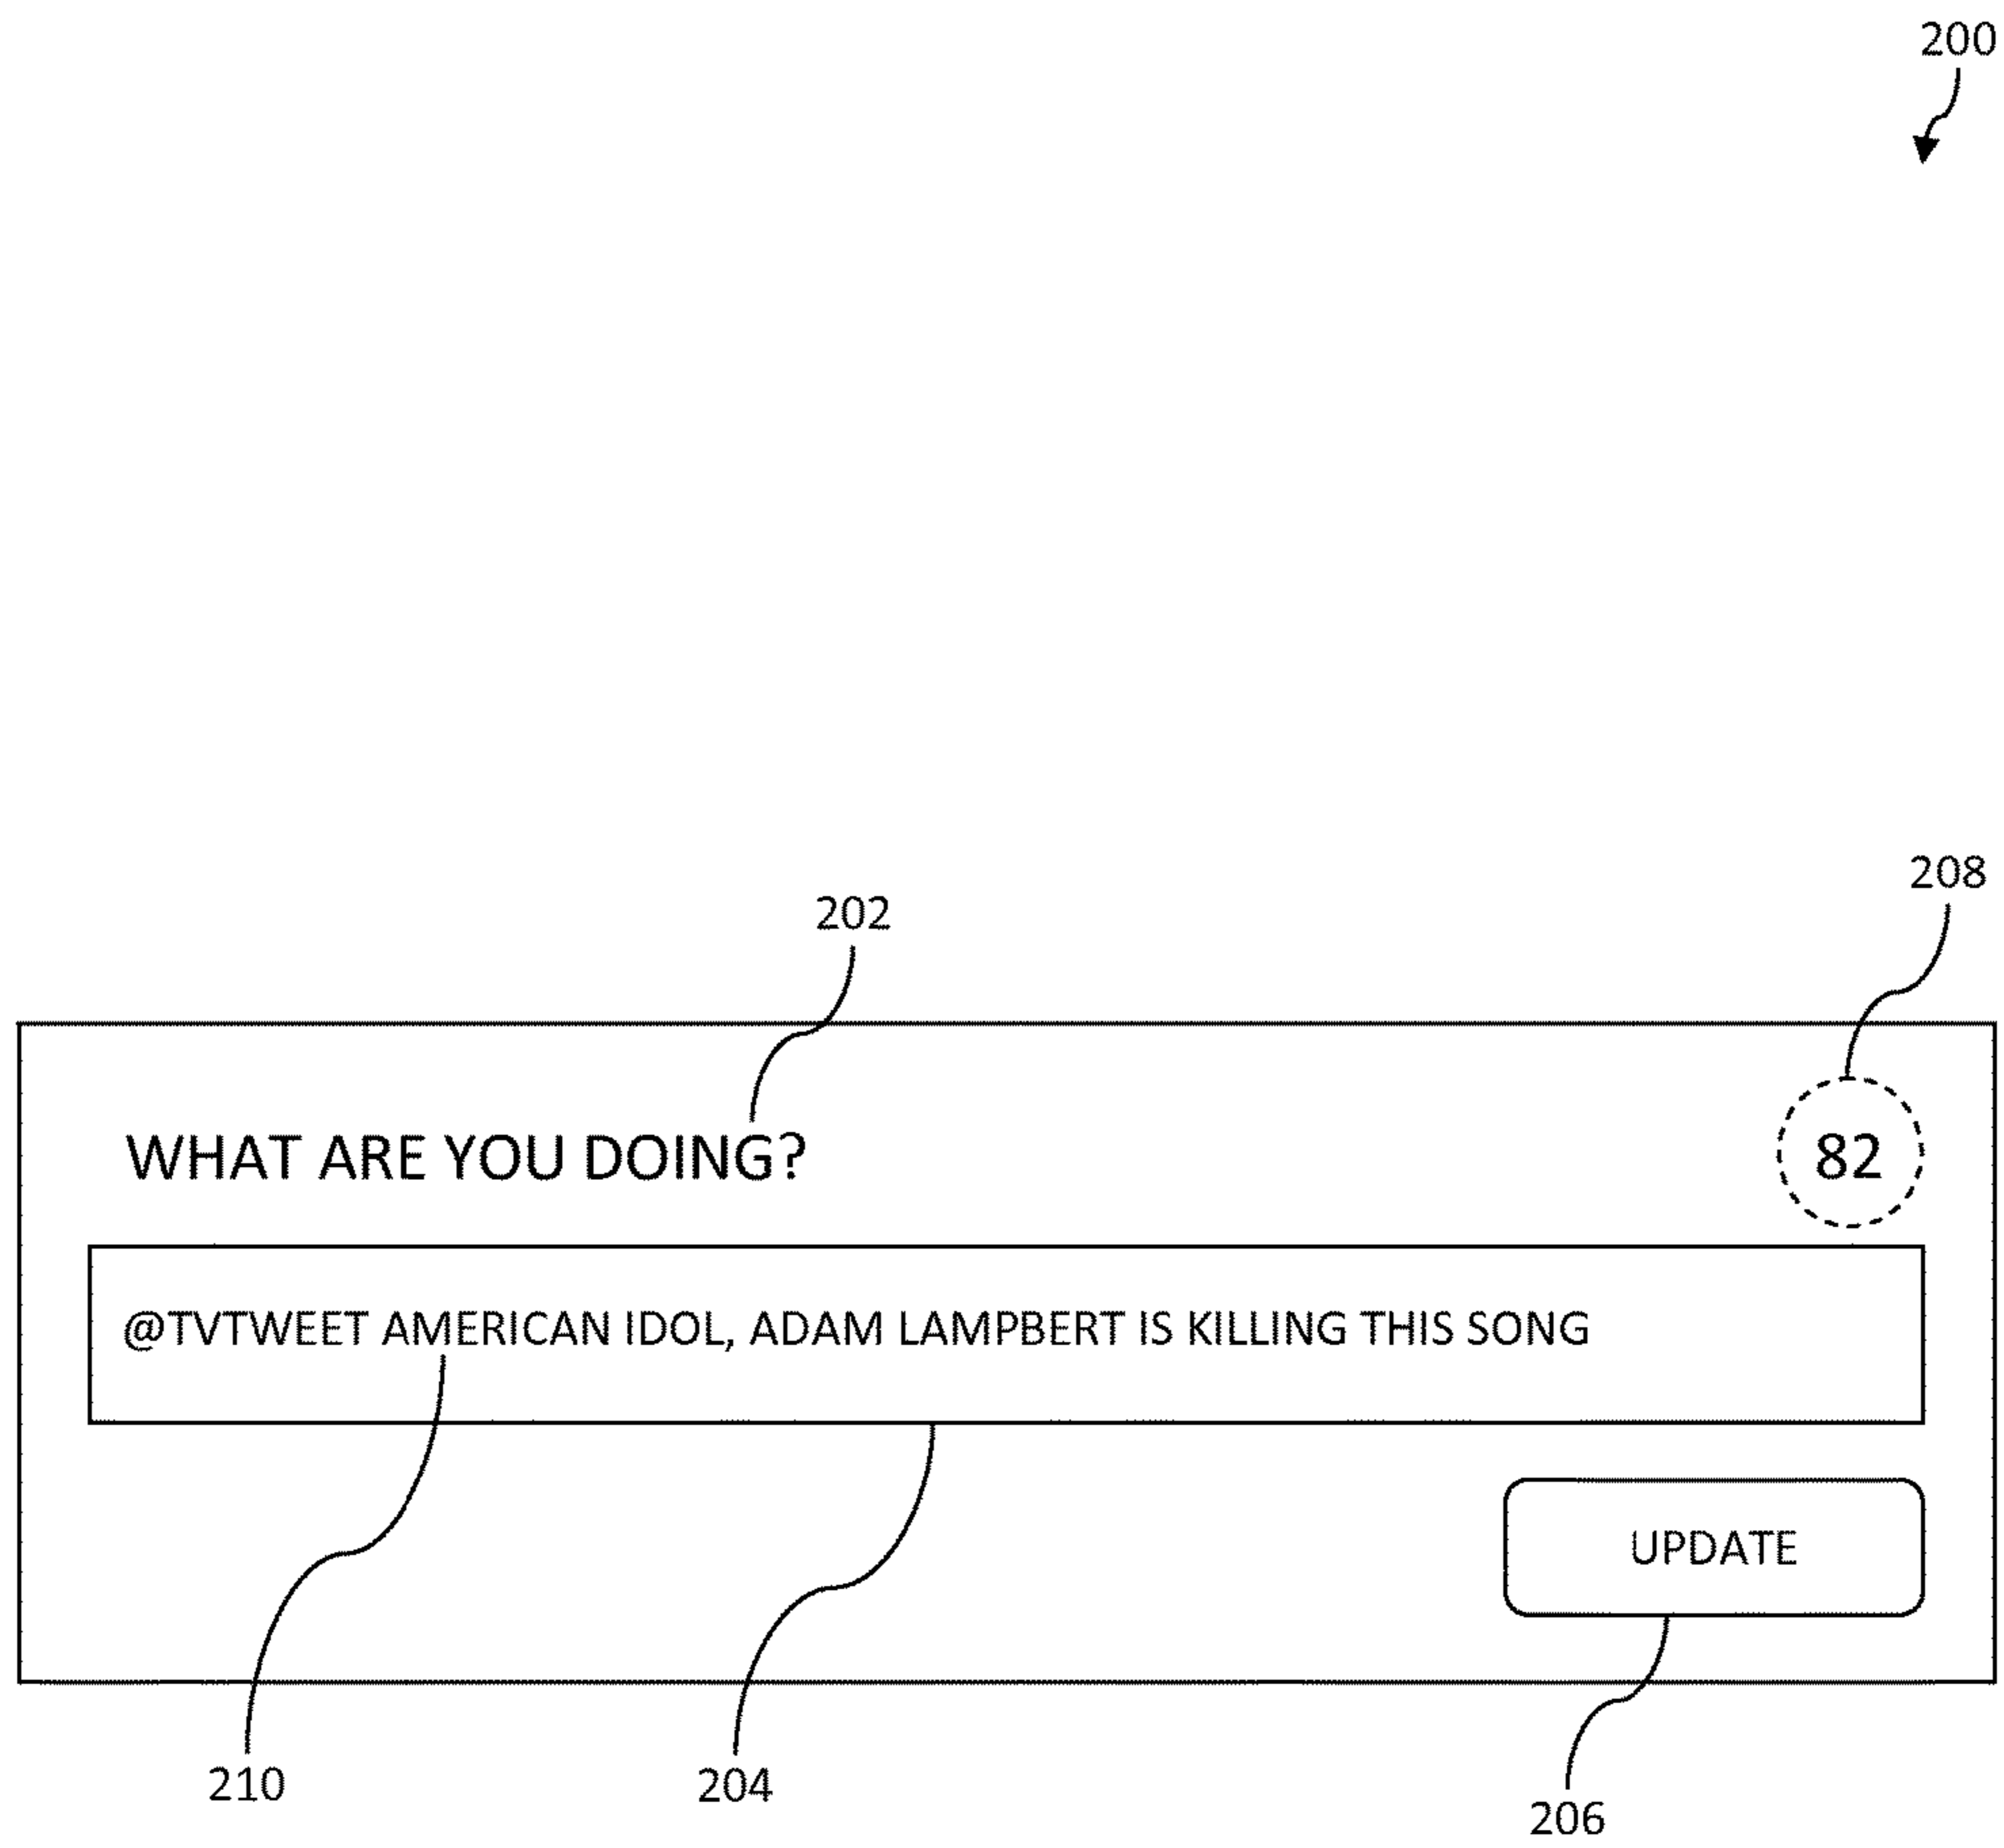 200
208
202
WHAT ARE YOU DOING?
82
@TVTWEET AMERICAN IDOL, ADAM LAMPBERT IS KILLING THIS SONG
UPDATE
210
204
206